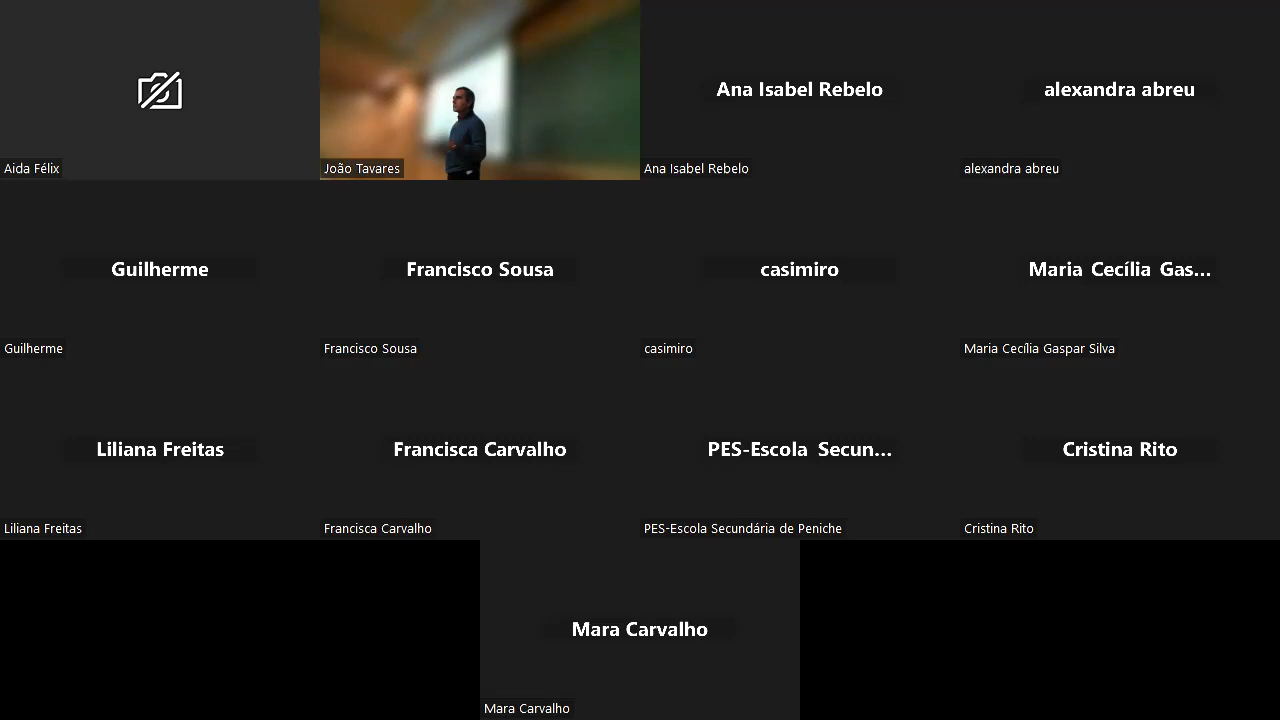 Aida Félix
João Tavares
Ana Isabel Rebelo
Ana Isabel Rebelo
alexandra abreu
alexandra abreu
Guilherme
Guilherme
Francisco Sousa
Francisco Sousa
casimiro
casimiro
Maria Cecília Gas...
Maria Cecília Gaspar Silva
Liliana Freitas
Liliana Freitas
Francisca Carvalho
Francisca Carvalho
PES-Escola Secun...
PES-Escola Secundária de Peniche
Cristina Rito
Cristina Rito
Mara Carvalho
Mara Carvalho